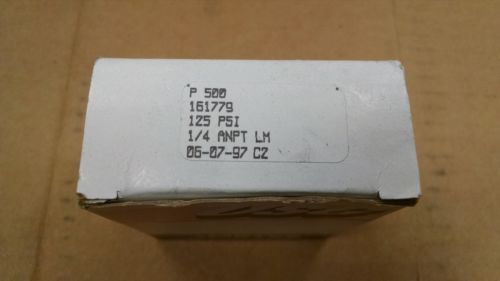 P 500
161779
125 PSI
1/4 ANPT LM
06-07-97 CZ